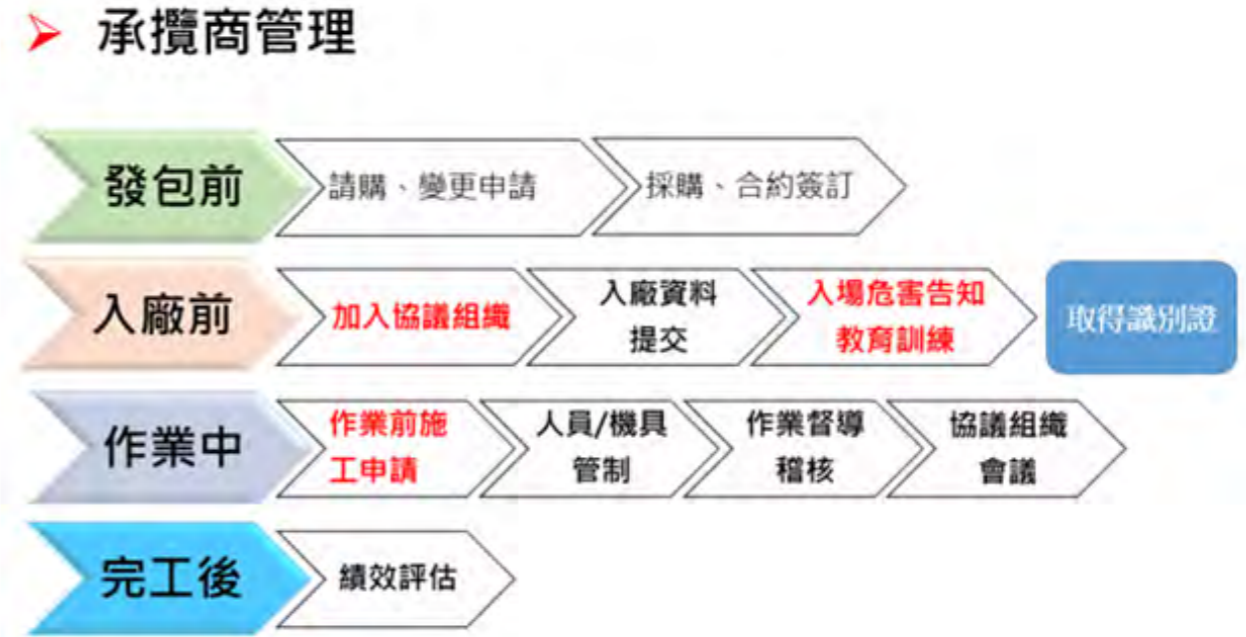 承攬商管理
發包前
請購、變更申請
採購、合約簽訂
入廠前
加入協議組織
入廠資料
提交
入場危害告知
教育訓練
取得識別證
作業中
作業前施
工申請
人員/機具
管制
作業督導
稽核
協議組織
會議
完工後
績效評估